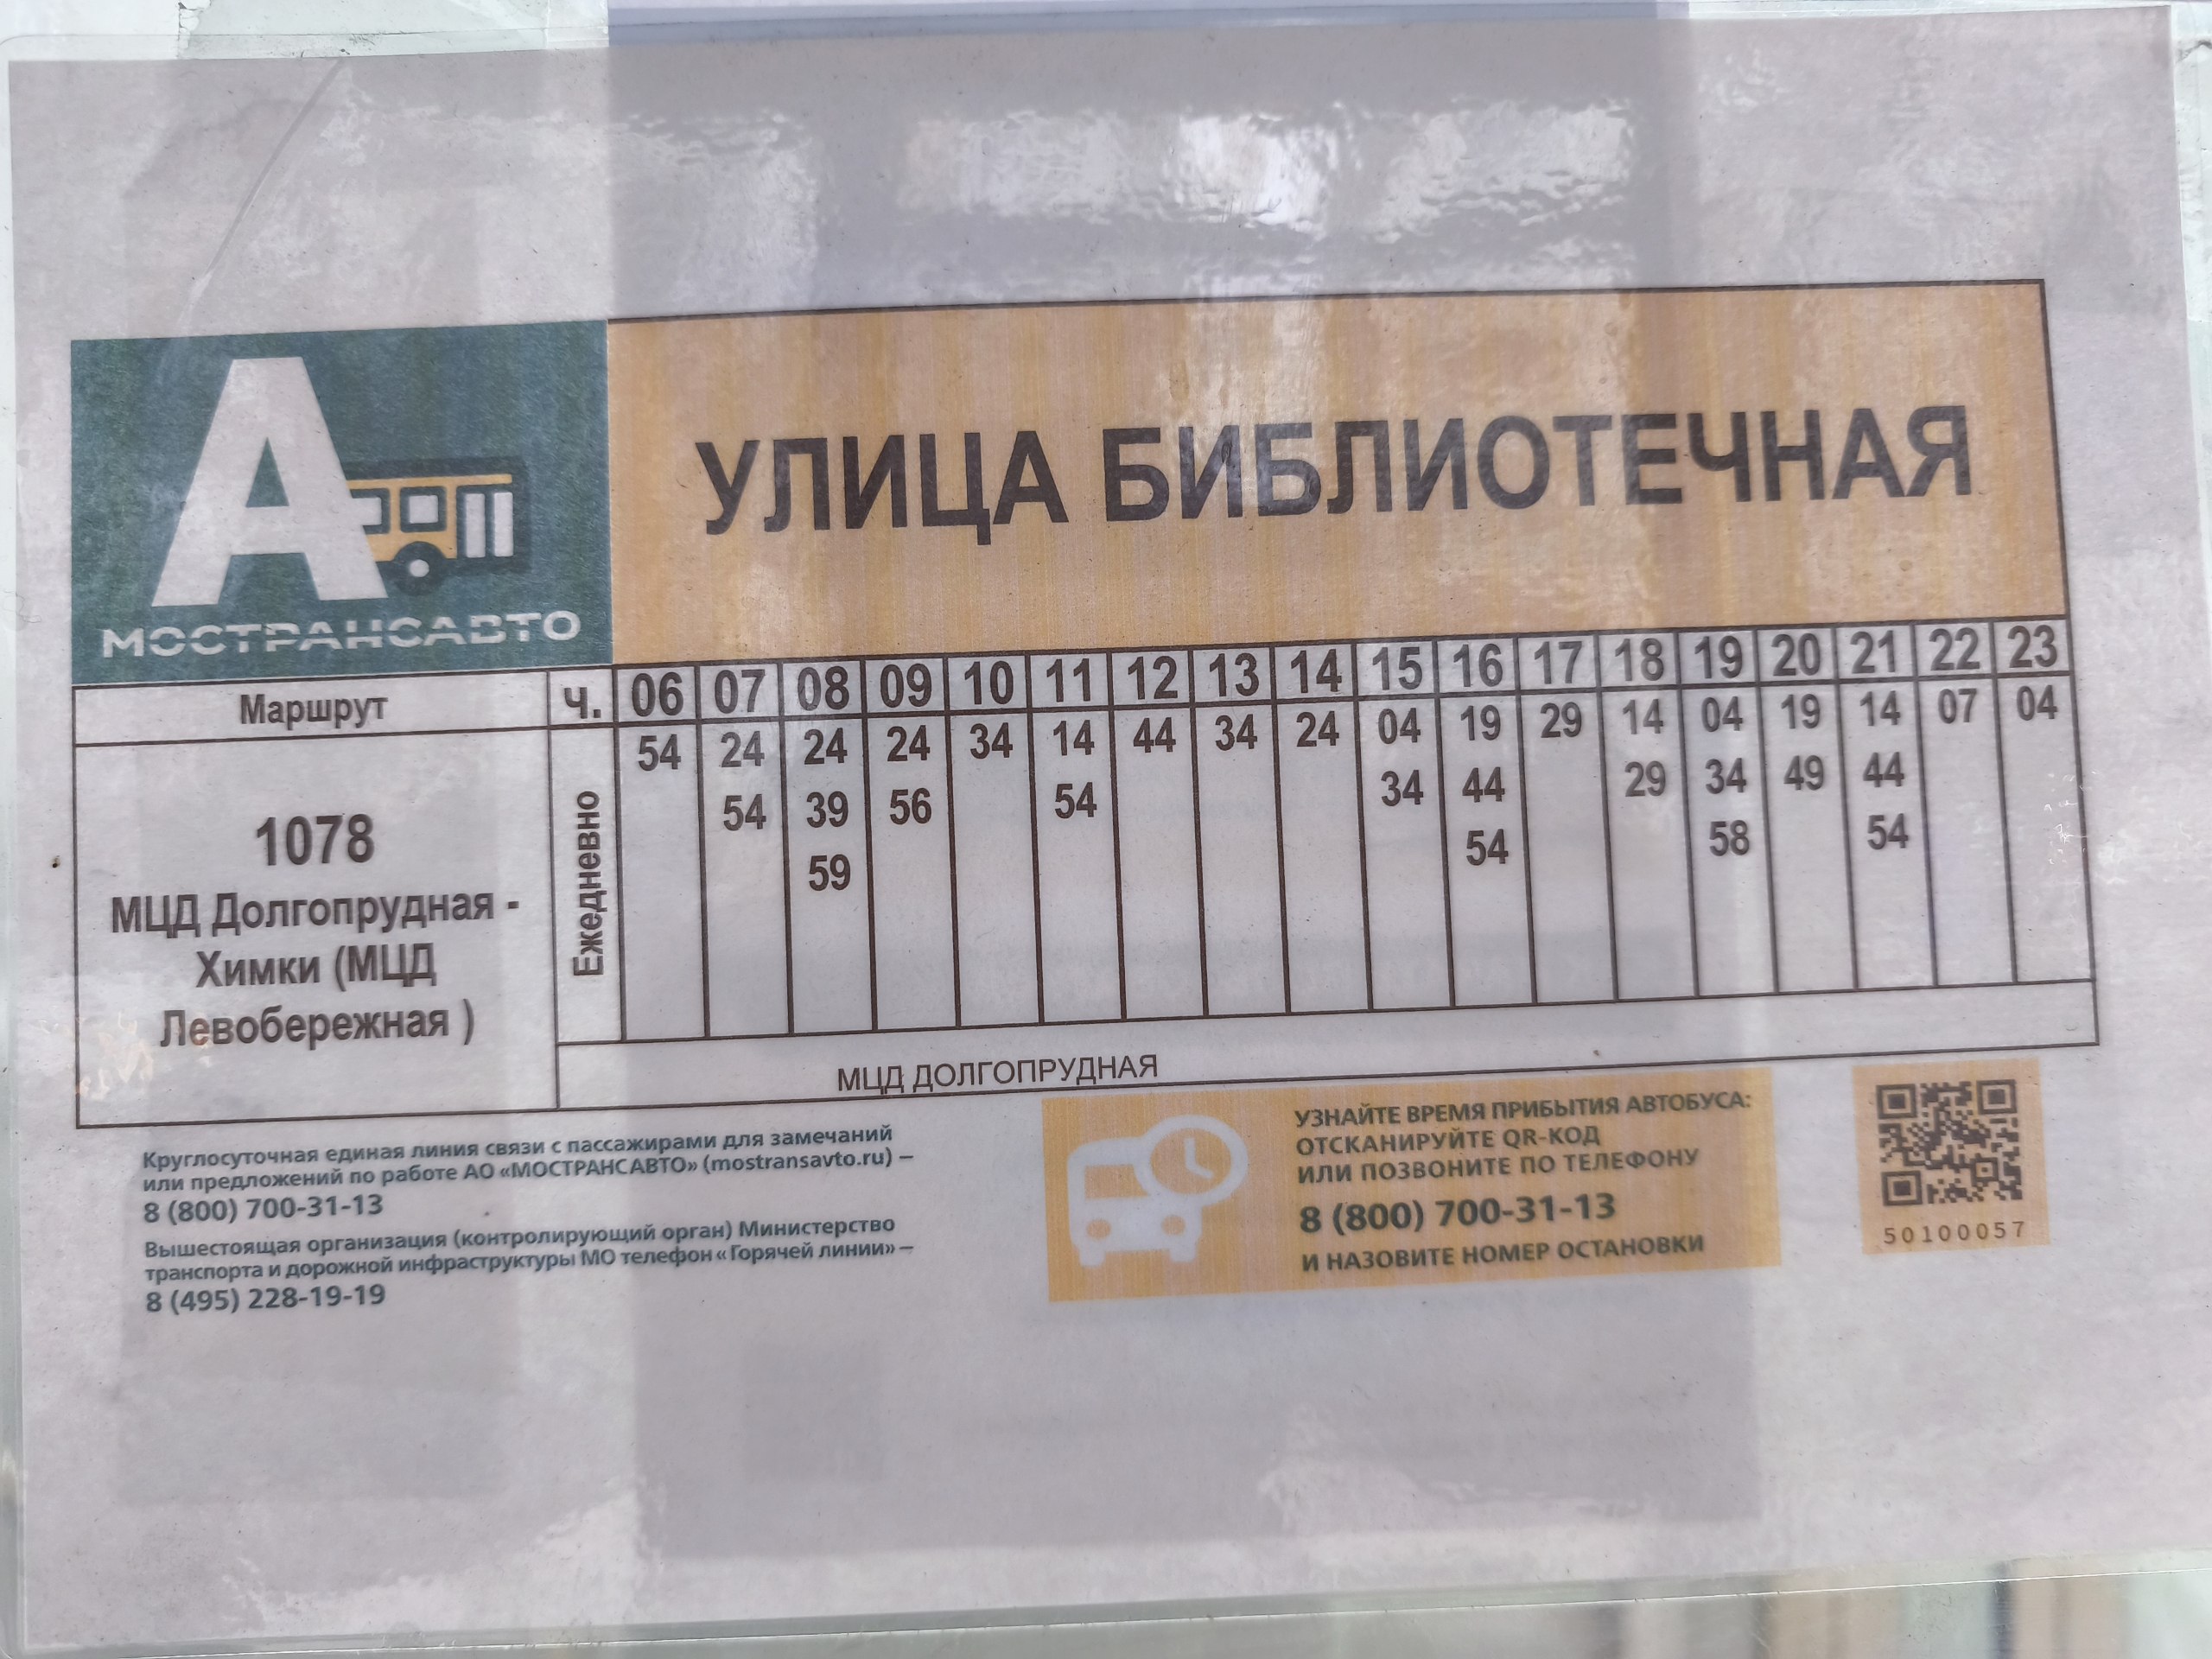 УЛИЦА БИБЛИОТЕЧНАЯ
А
МОСТРАНСАВТО
Маршрут ч. 06 07 08 09 10 11 12 13 14 15 16 17 18 19 20 21 22 23
54 24 24 24 34 14 44 34 24 04 19 29 14 04 19 14 07 04
54 39 56 54 34 44 29 34 49 44
59 54 58 54
Ежедневно
1078
МЦД Долгопрудная -
Химки (МЦД
Левобережная )
МЦД ДОЛГОПРУДНАЯ
Круглосуточная единая линия связи с пассажирами для замечаний
или предложений по работе АО «МОСТРАНСАВТО» (mostransavto.ru) –
8 (800) 700-31-13
Вышестоящая организация (контролирующий орган) Министерство
транспорта и дорожной инфраструктуры МО телефон «Горячей линии» –
8 (495) 228-19-19
УЗНАЙТЕ ВРЕМЯ ПРИБЫТИЯ АВТОБУСА:
ОТСКАНИРУЙТЕ QR-КОД
ИЛИ ПОЗВОНИТЕ ПО ТЕЛЕФОНУ
8 (800) 700-31-13
И НАЗОВИТЕ НОМЕР ОСТАНОВКИ
50100057